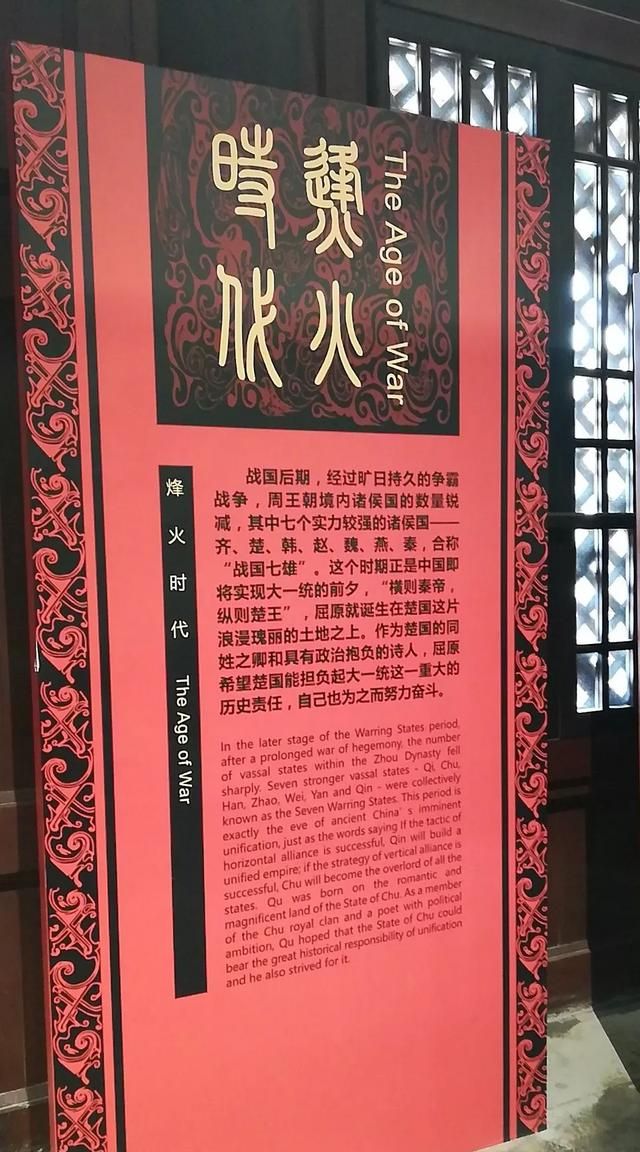 烽火
時代
The Age of War
烽火时代 The Age of War
战国后期，经过旷日持久的争霸
战争，周王朝境内诸侯国的数量锐
减，其中七个实力较强的诸侯国——
齐、楚、韩、赵、魏、燕、秦，合称
“战国七雄”。这个时期正是中国即
将实现大一统的前夕，“横则秦帝，
纵则楚王”，屈原就诞生在楚国这片
浪漫瑰丽的土地之上。作为楚国的同
姓之卿和具有政治抱负的诗人，屈原
希望楚国能担负起大一统这一重大的
历史责任，自己也为之而努力奋斗。
In the later stage of the Warring States period,
after a prolonged war of hegemony, the number
of vassal states within the Zhou Dynasty fell
sharply. Seven stronger vassal states - Qi, Chu,
Han, Zhao, Wei, Yan and Qin - were collectively
known as the Seven Warring States. This period is
exactly the eve of ancient China's imminent
unification, just as the words saying If the tactic of
horizontal alliance is successful, Qin will build a
unified empire; if the strategy of vertical alliance is
successful, Chu will become the overlord of all the
states. Qu was born on the romantic and
magnificent land of the State of Chu. As a member
of the Chu royal clan and a poet with political
ambition, Qu hoped that the State of Chu could
bear the great historical responsibility of unification
and he also strived for it.